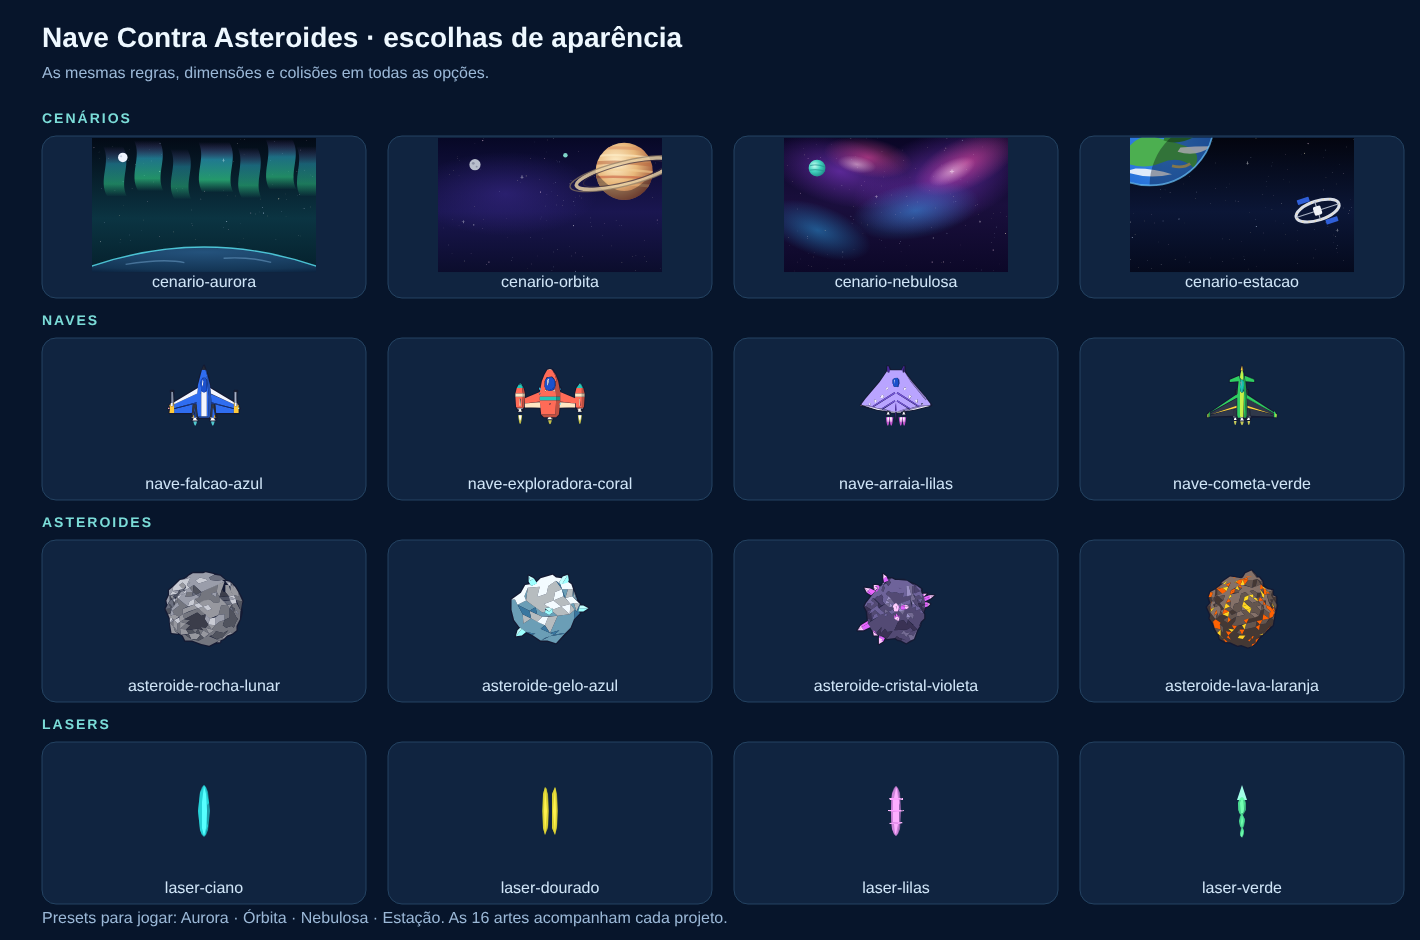 Nave Contra Asteroides · escolhas de aparência
As mesmas regras, dimensões e colisões em todas as opções.
CENÁRIOS
cenario-aurora
cenario-orbita
cenario-nebulosa
cenario-estacao
NAVES
nave-falcao-azul
nave-exploradora-coral
nave-arraia-lilas
nave-cometa-verde
ASTEROIDES
asteroide-rocha-lunar
asteroide-gelo-azul
asteroide-cristal-violeta
asteroide-lava-laranja
LASERS
laser-ciano
laser-dourado
laser-lilas
laser-verde
Presets para jogar: Aurora · Órbita · Nebulosa · Estação. As 16 artes acompanham cada projeto.